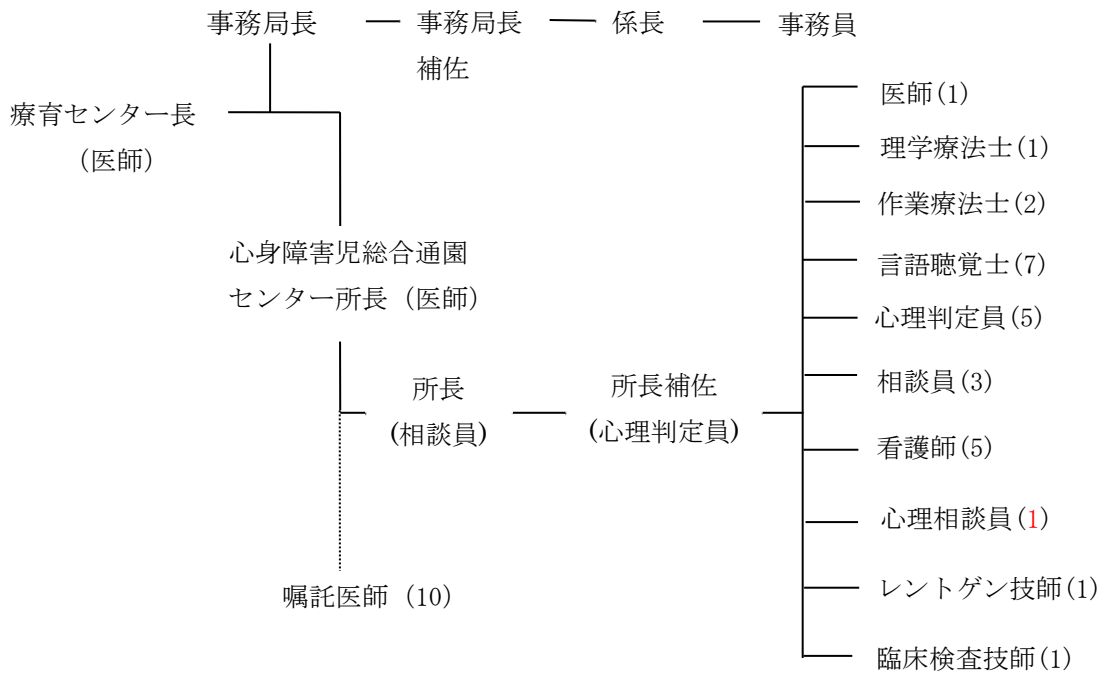 事務局長
事務局長
補佐
係長
事務員
療育センター長
(医師)
心身障害児総合通園
センター所長（医師）
所長
(相談員)
所長補佐
(心理判定員)
嘱託医師（10）
医師(1)
理学療法士(1)
作業療法士(2)
言語聴覚士(7)
心理判定員(5)
相談員(3)
看護師(5)
心理相談員(1)
レントゲン技師(1)
臨床検査技師(1)